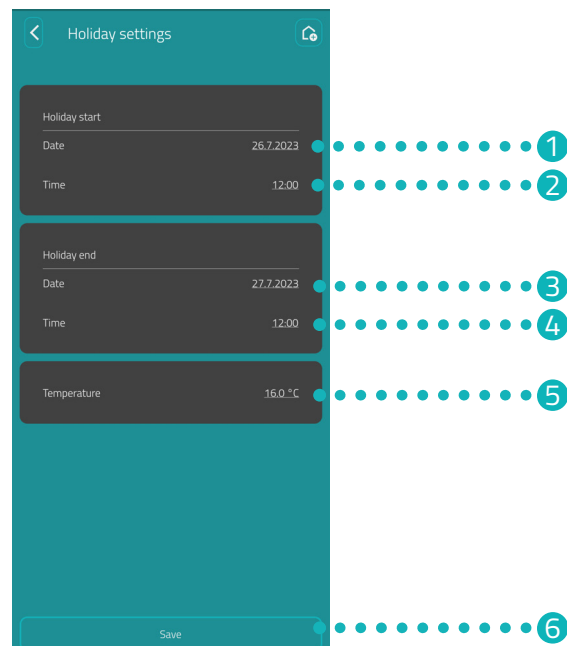 Holiday settings
Holiday start
Date 26.7.2023 1
Time 12:00 2
Holiday end
Date 27.7.2023 3
Time 12:00 4
Temperature 16.0 °C 5
Save 6